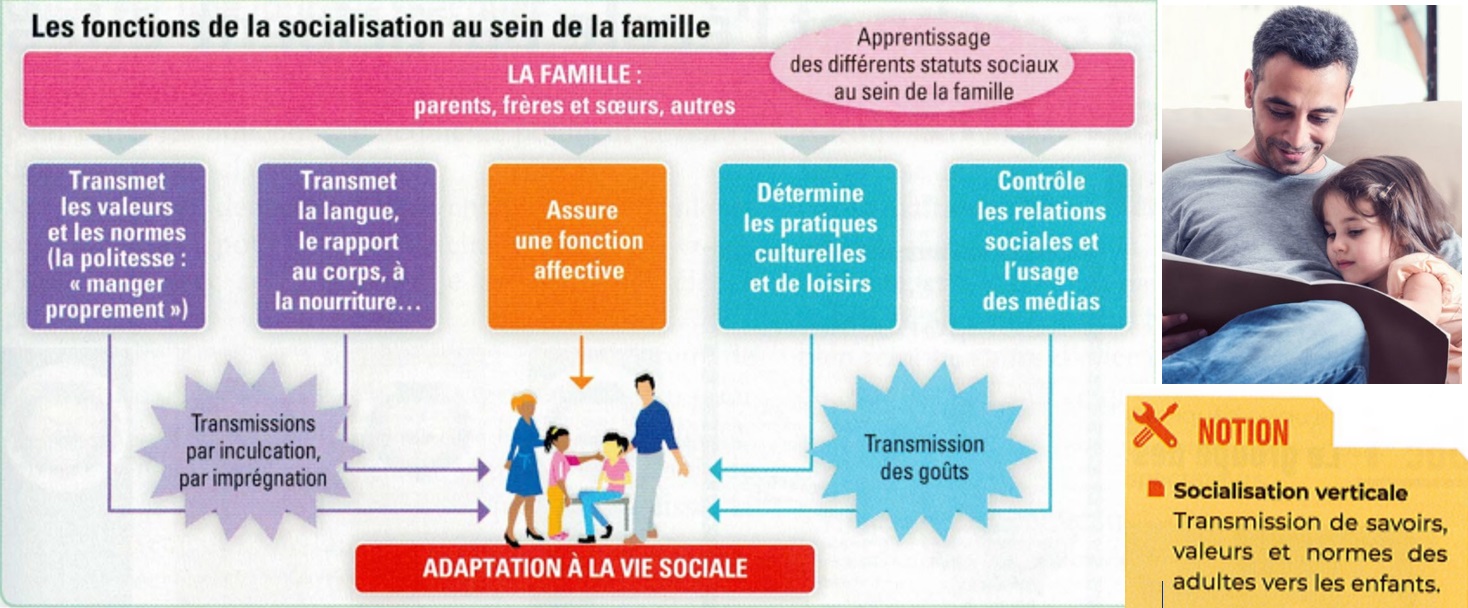 Les fonctions de la socialisation au sein de la famille
Apprentissage
des différents statuts sociaux
au sein de la famille
LA FAMILLE :
parents, frères et sœurs, autres
Transmet
les valeurs
et les normes
(la politesse :
« manger
proprement »)
Transmet
la langue,
le rapport
au corps, à
la nourriture…
Assure
une fonction
affective
Détermine
les pratiques
culturelles
et de loisirs
Contrôle
les relations
sociales et
l'usage
des médias
Transmissions
par inculcation,
par imprégnation
Transmission
des goûts
ADAPTATION À LA VIE SOCIALE
NOTION
Socialisation verticale
Transmission de savoirs,
valeurs et normes des
adultes vers les enfants.